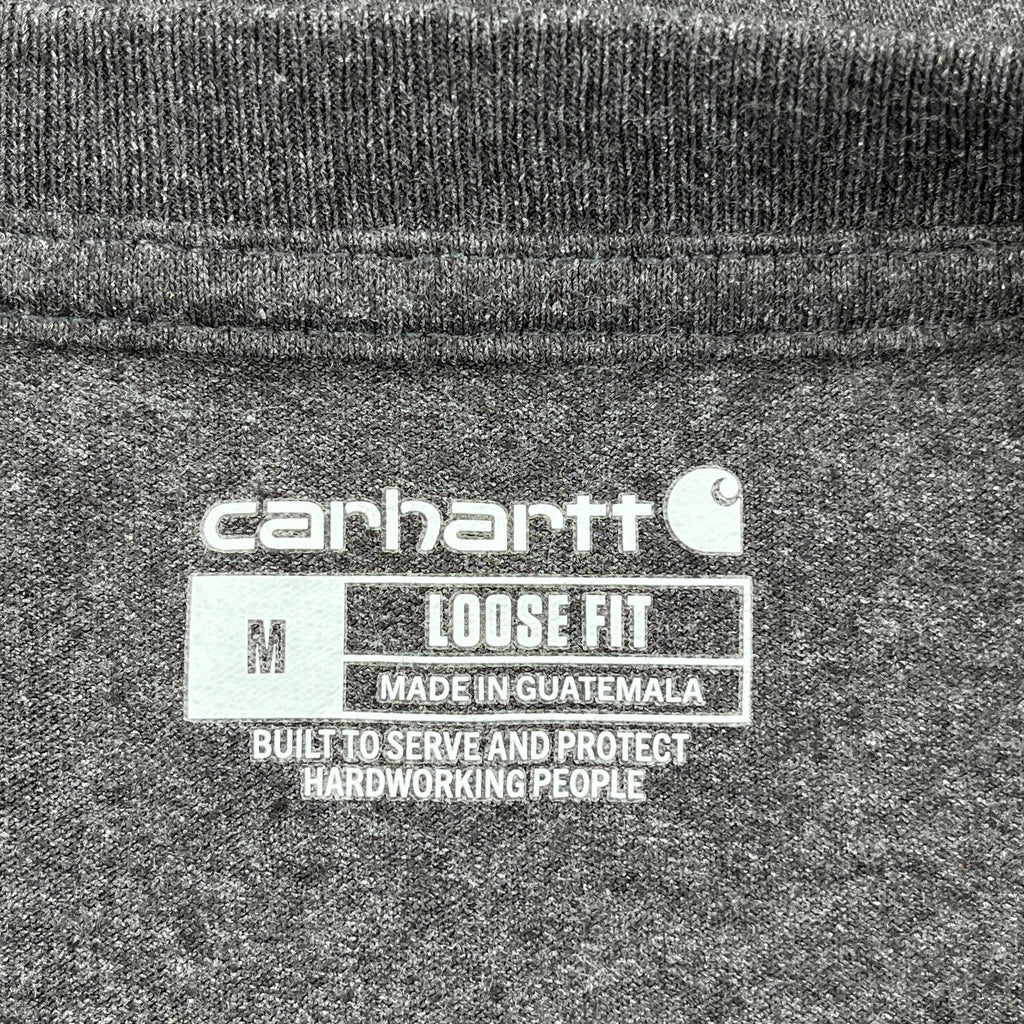 carhartt
M
LOOSE FIT
MADE IN GUATEMALA
BUILT TO SERVE AND PROTECT
HARDWORKING PEOPLE